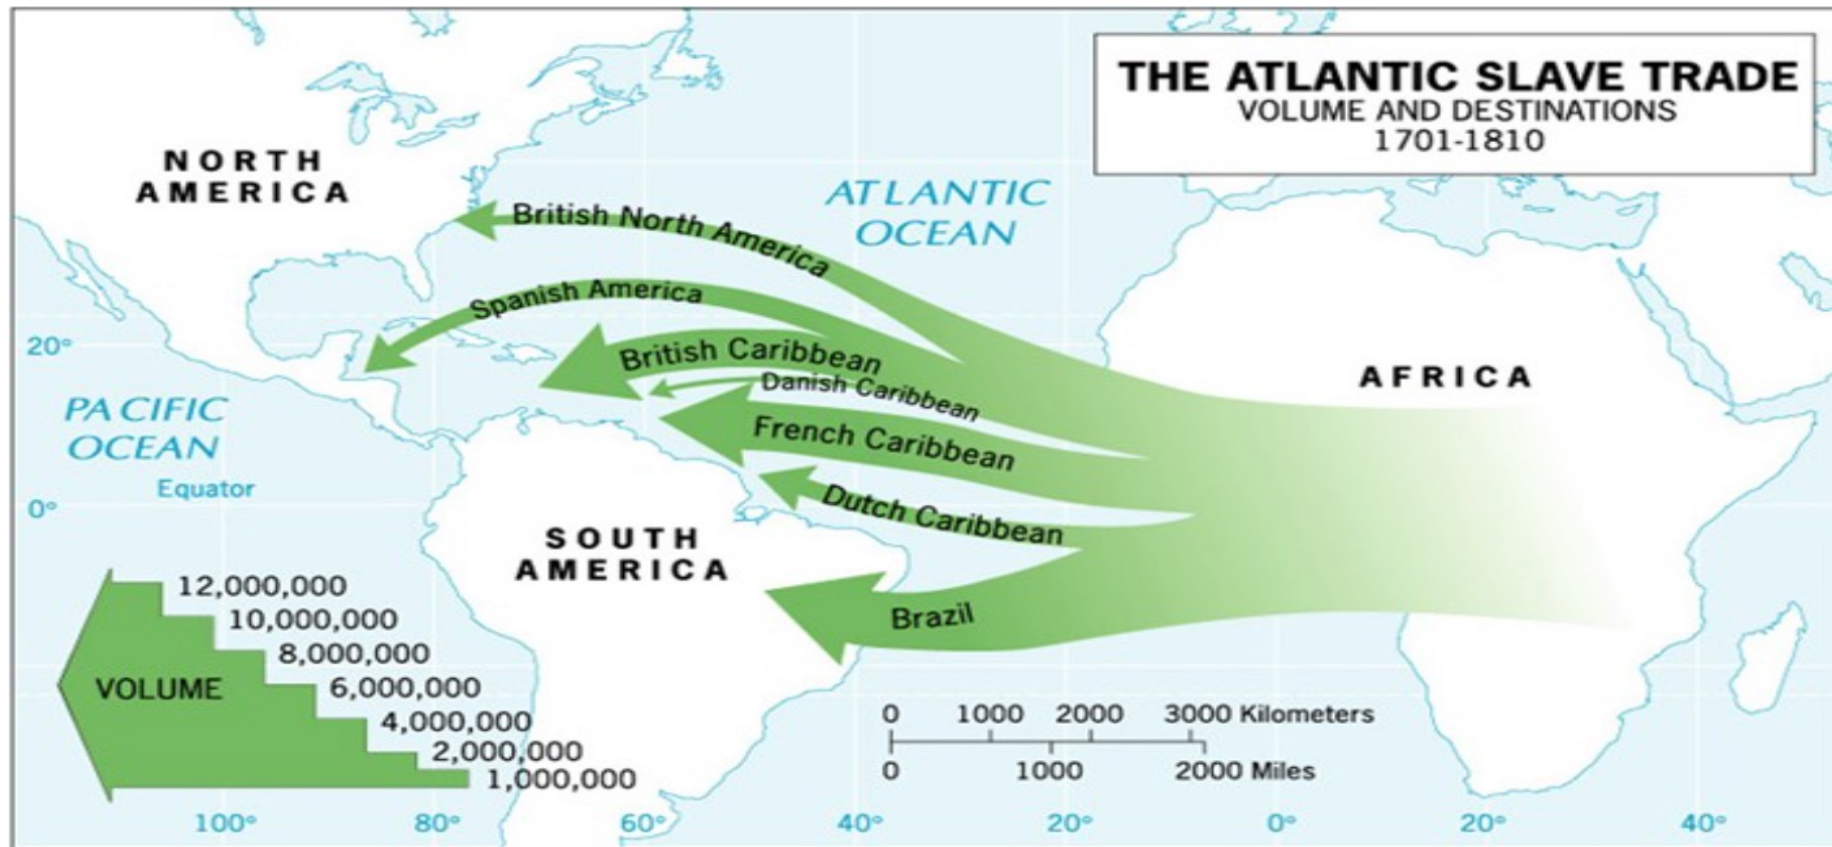 THE ATLANTIC SLAVE TRADE
VOLUME AND DESTINATIONS
1701-1810
NORTH
AMERICA
ATLANTIC
OCEAN
British North America
Spanish America
British Caribbean
Danish Caribbean
French Caribbean
Dutch Caribbean
Brazil
AFRICA
20°
PACIFIC
OCEAN
Equator
0°
SOUTH
AMERICA
12,000,000
10,000,000
8,000,000
6,000,000
4,000,000
2,000,000
1,000,000
VOLUME
0 1000 2000 3000 Kilometers
0 1000 2000 Miles
100° 80° 60° 40° 20° 0° 20° 40°